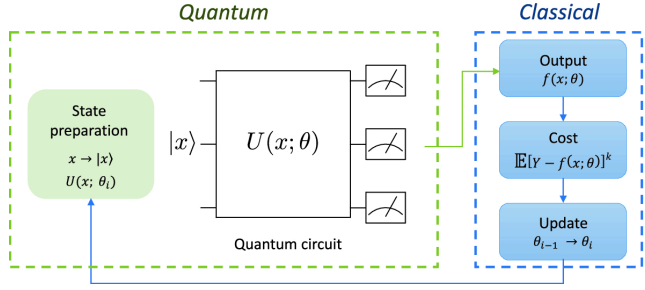 Quantum
Classical
State
preparation
x → |x⟩
U(x; θᵢ)
|x⟩
U(x; θ)
Quantum circuit
Output
f(x; θ)
Cost
𝔼[Y − f(x; θ)]ᵏ
Update
θᵢ₋₁ → θᵢ